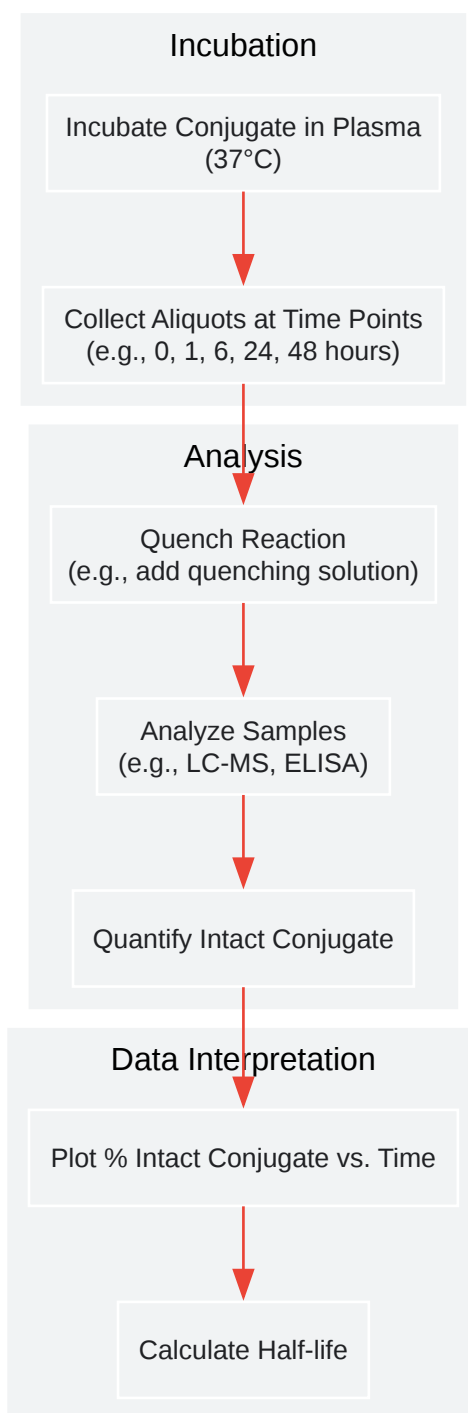 Incubation
Incubate Conjugate in Plasma
(37°C)
Collect Aliquots at Time Points
(e.g., 0, 1, 6, 24, 48 hours)
Analysis
Quench Reaction
(e.g., add quenching solution)
Analyze Samples
(e.g., LC-MS, ELISA)
Quantify Intact Conjugate
Data Interpretation
Plot % Intact Conjugate vs. Time
Calculate Half-life